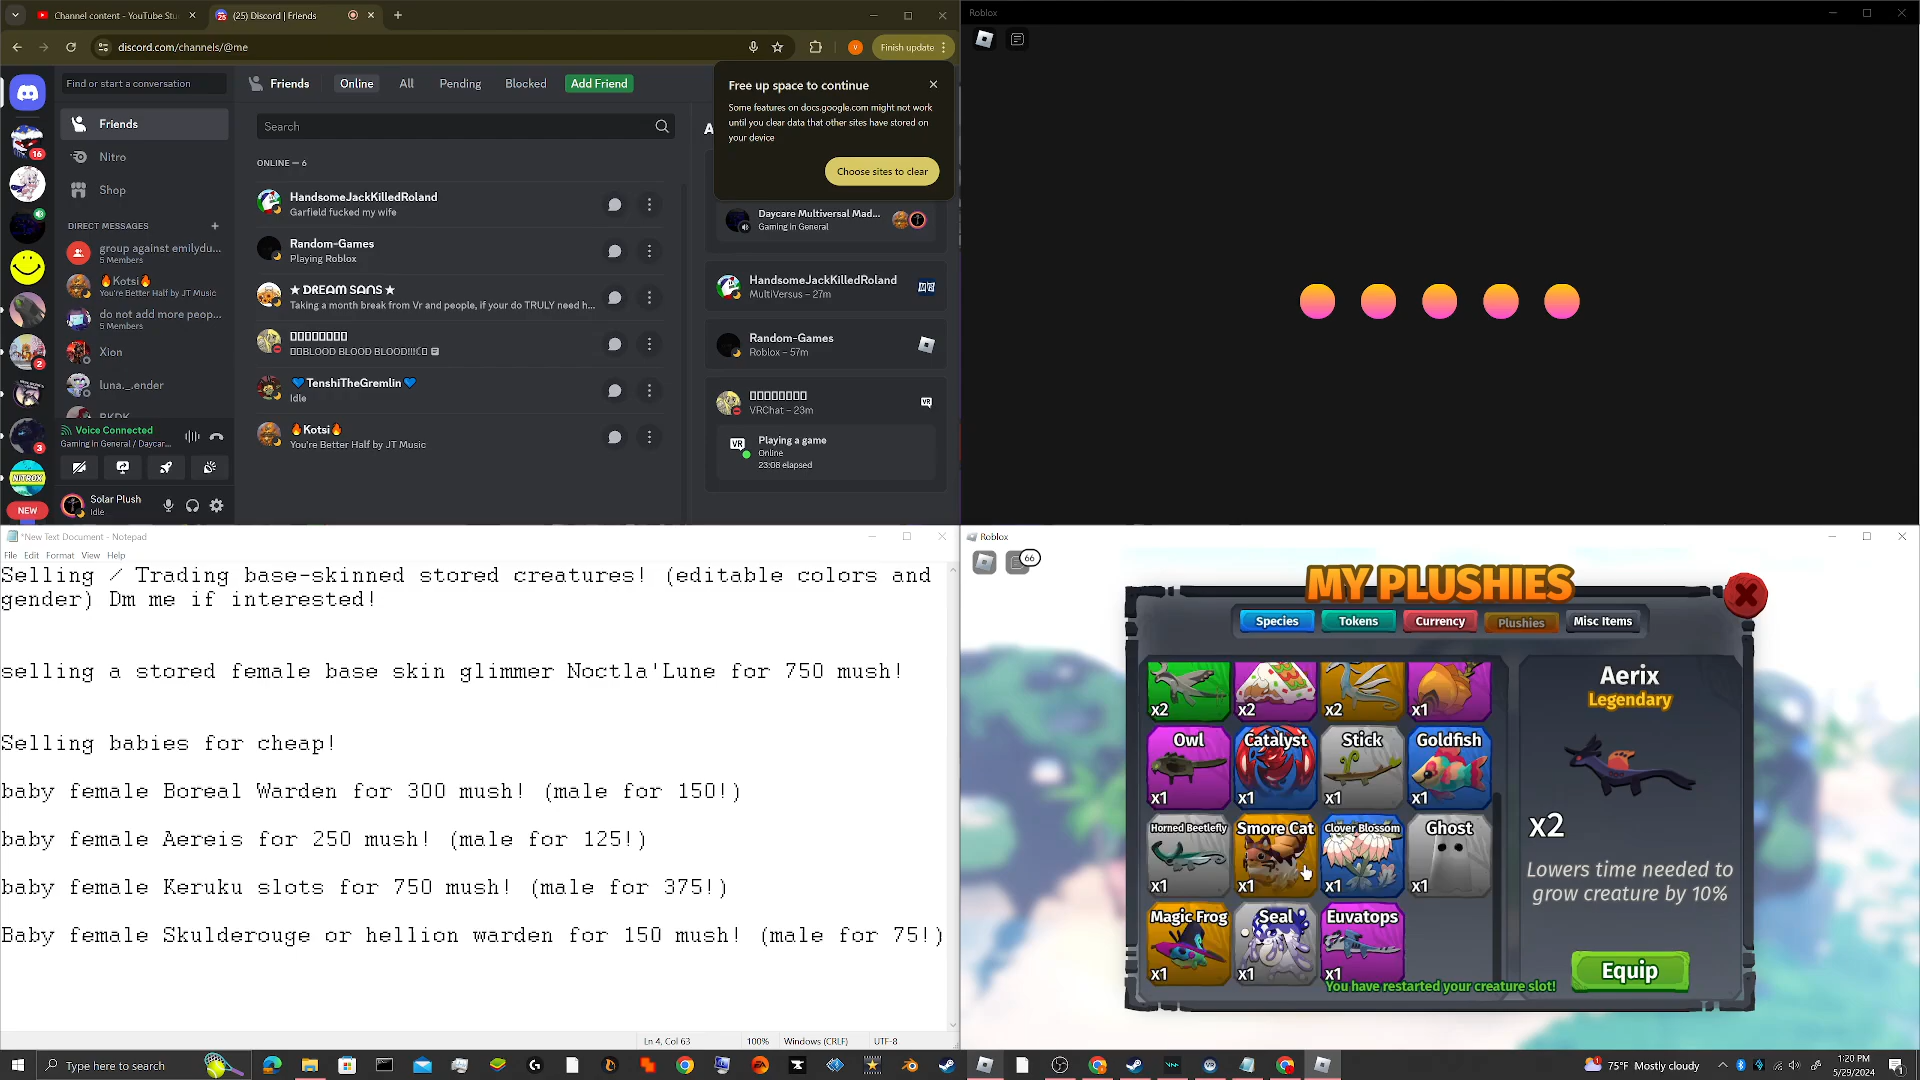 Channel content - YouTube Stu
(25) Discord | Friends
discord.com/channels/@me
Finish update
Find or start a conversation
Friends
Online
All
Pending
Blocked
Add Friend
Free up space to continue
Some features on docs.google.com might not work
until you clear data that other sites have stored on
your device
Choose sites to clear
Friends
Nitro
Shop
DIRECT MESSAGES
group against emilydu...
5 Members
🔥Kotsi🔥
You're Better Half by JT Music
do not add more peop...
5 Members
Xion
luna._.ender
Voice Connected
Gaming In General / Daycar...
Solar Plush
Idle
16
2
3
NITROX
NEW
Search
ONLINE — 6
HandsomeJackKilledRoland
Garfield fucked my wife
Random-Games
Playing Roblox
★ DREAM SANS ★
Taking a month break from Vr and people, if your do TRULY need h...
BLOOD BLOOD BLOOD!!!
💙TenshiTheGremlin💙
Idle
🔥Kotsi🔥
You're Better Half by JT Music
Daycare Multiversal Mad...
Gaming In General
HandsomeJackKilledRoland
MultiVersus – 27m
Random-Games
Roblox – 57m
VRChat – 23m
VR
Playing a game
Online
23:08 elapsed
Roblox
*New Text Document - Notepad
File Edit Format View Help
Selling / Trading base-skinned stored creatures! (editable colors and
gender) Dm me if interested!
selling a stored female base skin glimmer Noctla'Lune for 750 mush!
Selling babies for cheap!
baby female Boreal Warden for 300 mush! (male for 150!)
baby female Aereis for 250 mush! (male for 125!)
baby female Keruku slots for 750 mush! (male for 375!)
Baby female Skulderouge or hellion warden for 150 mush! (male for 75!)
Ln 4, Col 63
100%
Windows (CRLF)
UTF-8
Roblox
66
MY PLUSHIES
Species
Tokens
Currency
Plushies
Misc Items
x2
x2
x2
x1
Owl
x1
Catalyst
x1
Stick
x1
Goldfish
x1
Horned Beetlefly
x1
Smore Cat
x1
Clover Blossom
x1
Ghost
x1
Magic Frog
x1
Seal
x1
Euvatops
x1
You have restarted your creature slot!
Aerix
Legendary
x2
Lowers time needed to
grow creature by 10%
Equip
Type here to search
75°F Mostly cloudy
1:20 PM
5/29/2024